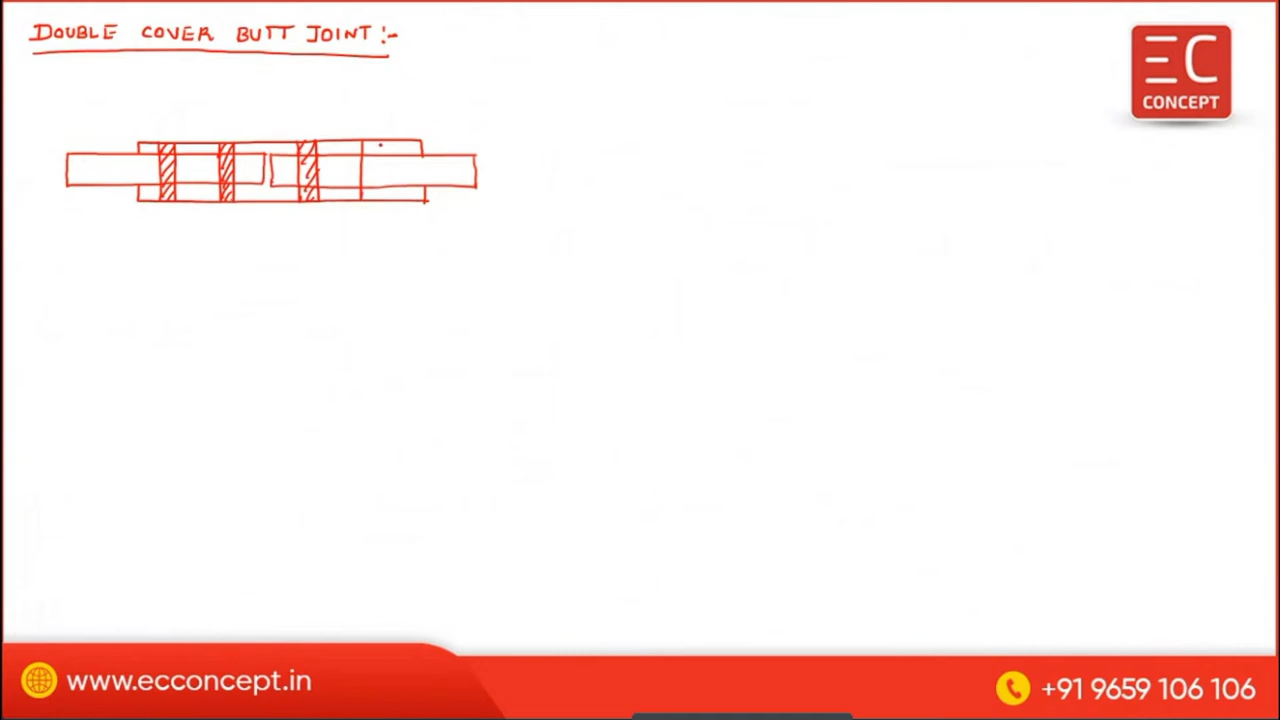 DOUBLE COVER BUTT JOINT :-
EC
CONCEPT
www.ecconcept.in
+91 9659 106 106